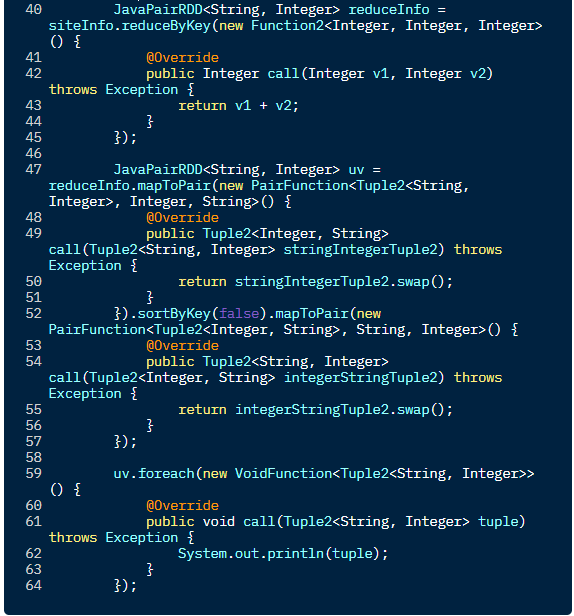 40         JavaPairRDD<String, Integer> reduceInfo =
siteInfo.reduceByKey(new Function2<Integer, Integer, Integer>
() {
41             @Override
42             public Integer call(Integer v1, Integer v2)
throws Exception {
43                 return v1 + v2;
44             }
45         });
46
47         JavaPairRDD<String, Integer> uv =
reduceInfo.mapToPair(new PairFunction<Tuple2<String,
Integer>, Integer, String>() {
48             @Override
49             public Tuple2<Integer, String>
call(Tuple2<String, Integer> stringIntegerTuple2) throws
Exception {
50                 return stringIntegerTuple2.swap();
51             }
52         }).sortByKey(false).mapToPair(new
PairFunction<Tuple2<Integer, String>, String, Integer>() {
53             @Override
54             public Tuple2<String, Integer>
call(Tuple2<Integer, String> integerStringTuple2) throws
Exception {
55                 return integerStringTuple2.swap();
56             }
57         });
58
59         uv.foreach(new VoidFunction<Tuple2<String, Integer>>
() {
60             @Override
61             public void call(Tuple2<String, Integer> tuple)
throws Exception {
62                 System.out.println(tuple);
63             }
64         });